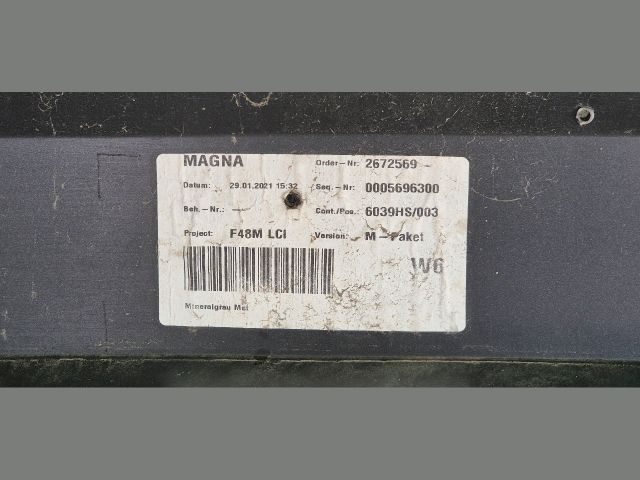 MAGNA Order-Nr: 2672569
Datum: 29.01.2021 15:32 Seq.-Nr: 0005696300
Beh.-Nr.: Cont./Pos.: 6039HS/003
Project: F48M LCI Version: M-Paket
W6
Mineralgrau Met